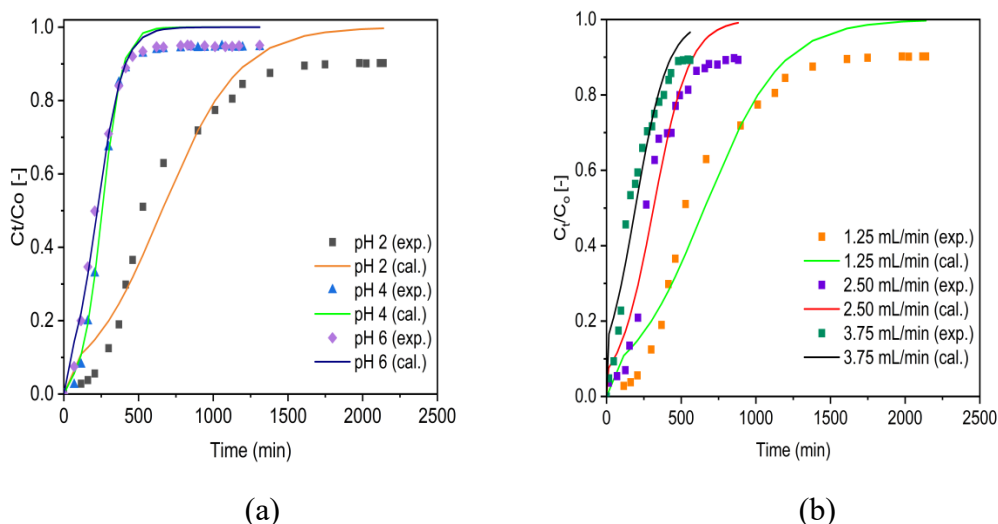 (a)
Ct/Co [-]
1.0
0.8
0.6
0.4
0.2
0.0
pH 2 (exp.)
pH 2 (cal.)
pH 4 (exp.)
pH 4 (cal.)
pH 6 (exp.)
pH 6 (cal.)
0 500 1000 1500 2000 2500
Time (min)
(a)
b)
Ct/Co [-]
1.0
0.8
0.6
0.4
0.2
0.0
1.25 mL/min (exp.)
1.25 mL/min (cal.)
2.50 mL/min (exp.)
2.50 mL/min (cal.)
3.75 mL/min (exp.)
3.75 mL/min (cal.)
0 500 1000 1500 2000 2500
Time (min)
(b)